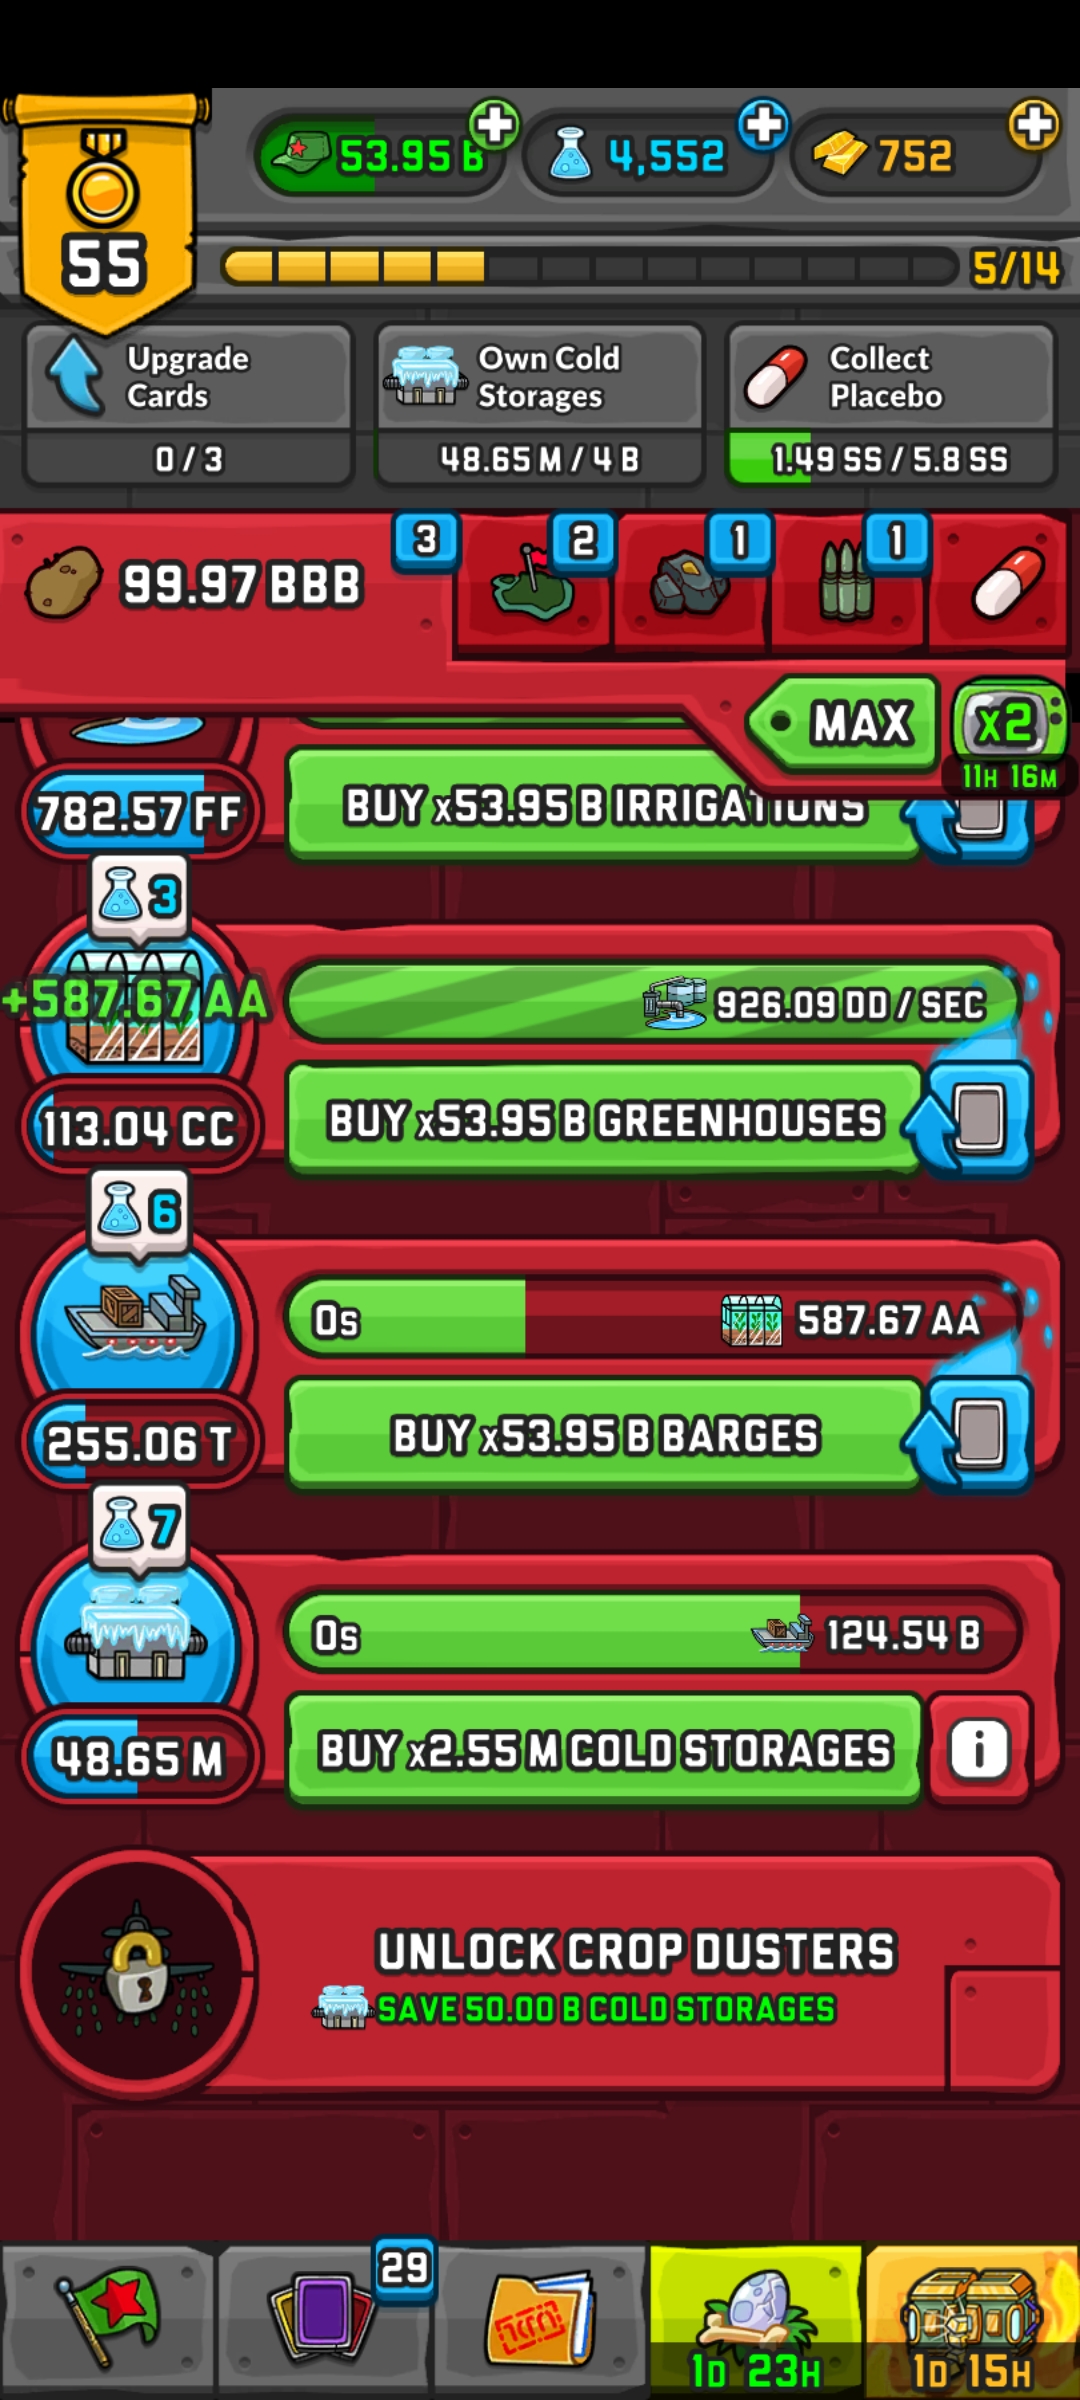 53.95 B
4,552
752
55
5/14
Upgrade
Cards
0 / 3
Own Cold
Storages
48.65 M / 4 B
Collect
Placebo
1.49 SS / 5.8 SS
99.97 BBB
3
2
1
1
MAX
x2
11H 16M
782.57 FF
BUY x53.95 B IRRIGATIONS
3
+587.67 AA
926.09 DD / SEC
113.04 CC
BUY x53.95 B GREENHOUSES
6
0s
587.67 AA
255.06 T
BUY x53.95 B BARGES
7
0s
124.54 B
48.65 M
BUY x2.55 M COLD STORAGES
i
UNLOCK CROP DUSTERS
SAVE 50.00 B COLD STORAGES
29
1D 23H
1D 15H